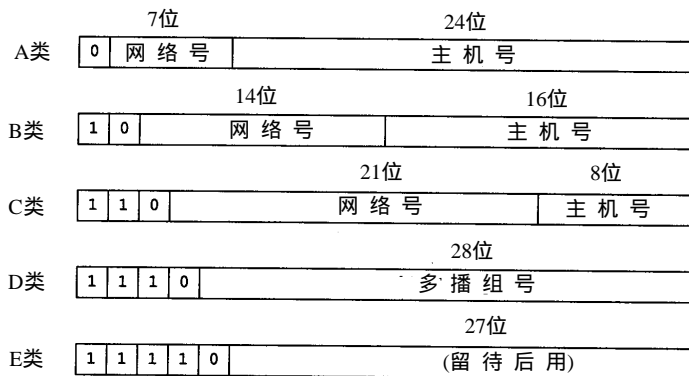 7位 24位
A类 0 网络号 主机号
14位 16位
B类 1 0 网络号 主机号
21位 8位
C类 1 1 0 网络号 主机号
28位
D类 1 1 1 0 多播组号
27位
E类 1 1 1 1 0 (留待后用)